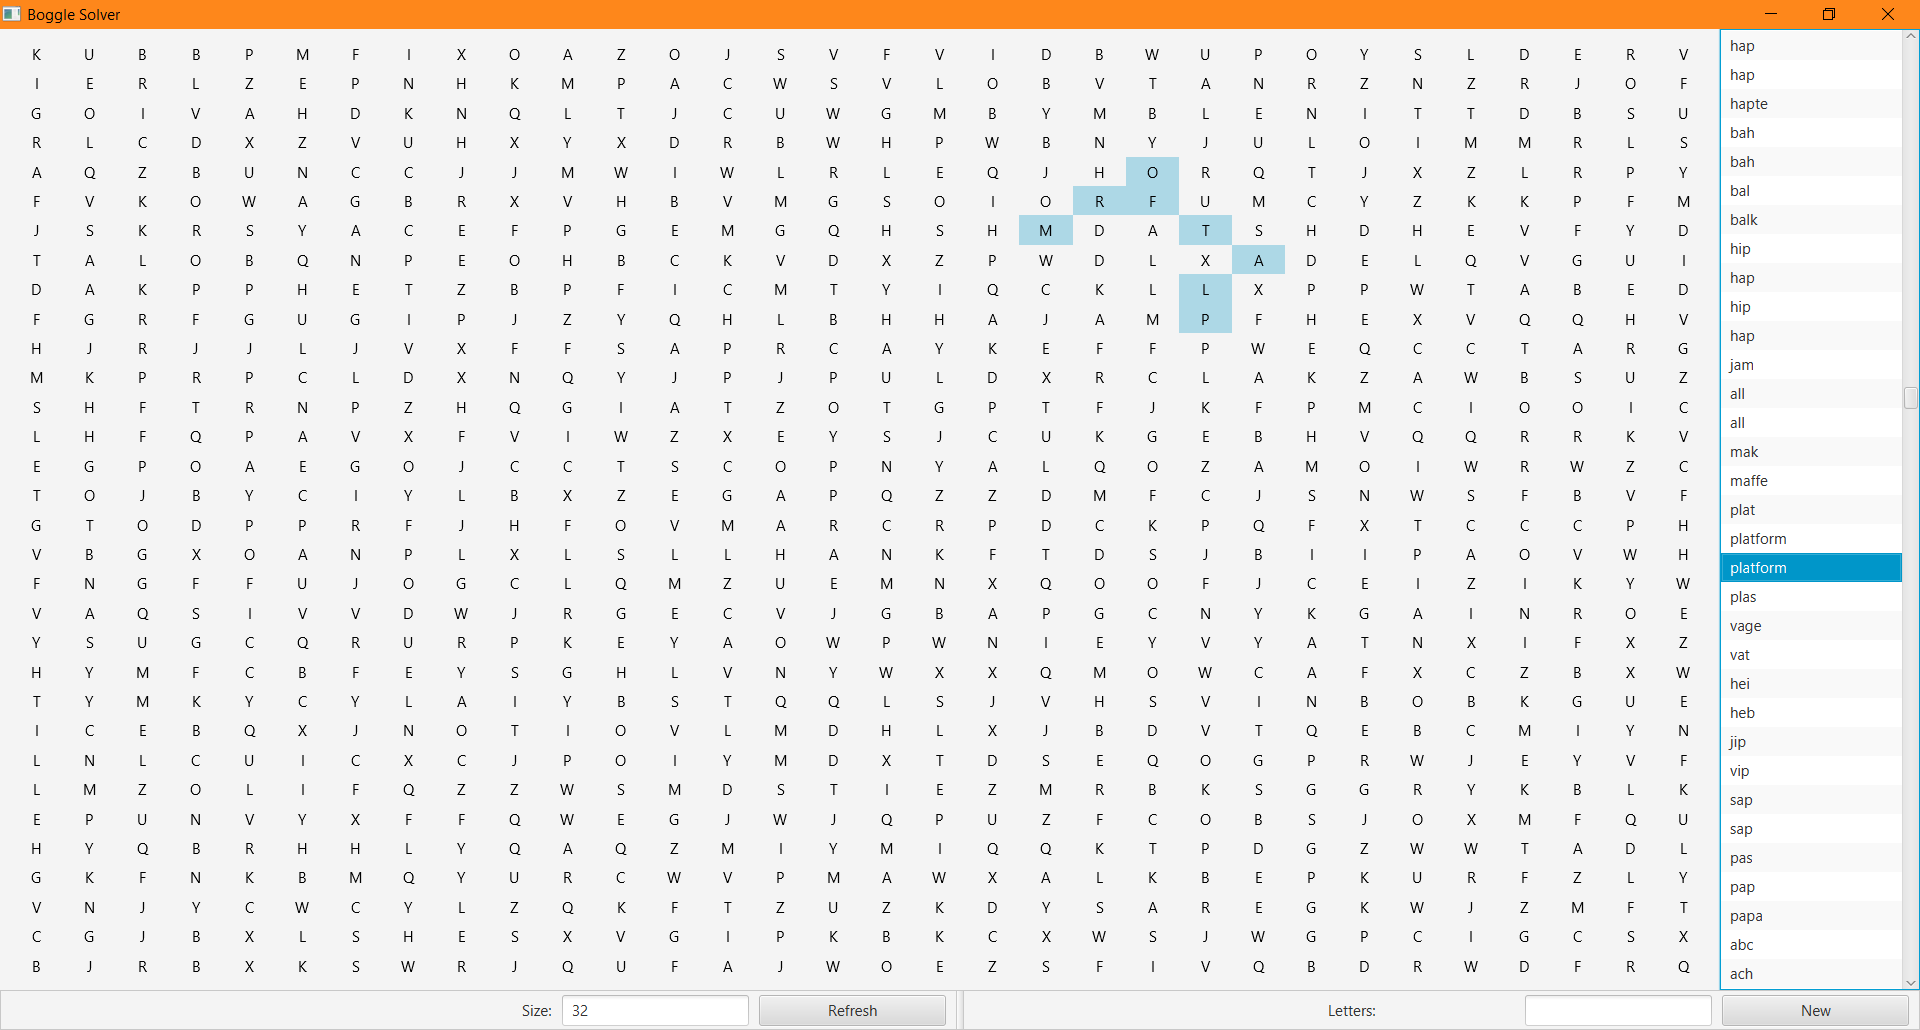 Boggle Solver
K U B B P M F I X O A Z O J S V F V I D B W U P O Y S L D E R V
I E R L Z E P N H K M P A C W S V L O B V T A N R Z N Z R J O F
G O I V A H D K N Q L T J C U W G M B Y M B L E N I T T D B S U
R L C D X Z V U H X Y X D R B W H P W B N Y J U L O I M M R L S
A Q Z B U N C C J J M W I W L R L E Q J H O R Q T J X Z L R P Y
F V K O W A G B R X V H B V M G S O I O R F U M C Y Z K K P F M
J S K R S Y A C E F P G E M G Q H S H M D A T S H D H E V F Y D
T A L O B Q N P E O H B C K V D X Z P W D L X A D E L Q V G U I
D A K P P H E T Z B P F I C M T Y I Q C K L L X P P W T A B E D
F G R F G U G I P J Z Y Q H L B H H A J A M P F H E X V Q Q H V
H J R J J L J V X F F S A P R C A Y K E F F P W E Q C C T A R G
M K P R P C L D X N Q Y J P J P U L D X R C L A K Z A W B S U Z
S H F T R N P Z H Q G I A T Z O T G P T F J K F P M C I O O I C
L H F Q P A V X F V I W Z X E Y S J C U K G E B H V Q Q R R K V
E G P O A E G O J C C T S C O P N Y A L Q O Z A M O I W R W Z C
T O J B Y C I Y L B X Z E G A P Q Z Z D M F C J S N W S F B V F
G T O D P P R F J H F O V M A R C R P D C K P Q F X T C C C P H
V B G X O A N P L X L S L L H A N K F T D S J B I I P A O V W H
F N G F F U J O G C L Q M Z U E M N X Q O O F J C E I Z I K Y W
V A Q S I V V D W J R G E C V J G B A P G C N Y K G A I N R O E
Y S U G C Q R U R P K E Y A O W P W N I E Y V Y A T N X I F X Z
H Y M F C B F E Y S G H L V N Y W X X Q M O W C A F X C Z B X W
T Y M K Y C Y L A I Y B S T Q Q L S J V H S V I N B O B K G U E
I C E B Q X J N O T I O V L M D H L X J B D V T Q E B C M I Y N
L N L C U I C X C J P O I Y M D X T D S E Q O G P R W J E Y V F
L M Z O L I F Q Z Z W S M D S T I E Z M R B K S G G R Y K B L K
E P U N V Y X F F Q W E G J W J Q P U Z F C O B S J O X M F Q U
H Y Q B R H H L Y Q A Q Z M I Y M I Q Q K T P D G Z W W T A D L
G K F N K B M Q Y U R C W V P M A W X A L K B E P K U R F Z L Y
V N J Y C W C Y L Z Q K F T Z U Z K D Y S A R E G K W J Z M F T
C G J B X L S H E S X V G I P K B K C X W S J W G P C I G C S X
B J R B X K S W R J Q U F A J W O E Z S F I V Q B D R W D F R Q
hap
hap
hapte
bah
bah
bal
balk
hip
hap
hip
hap
jam
all
all
mak
maffe
plat
platform
platform
plas
vage
vat
hei
heb
jip
vip
sap
sap
pas
pap
papa
abc
ach
Size: 32 Refresh Letters: New